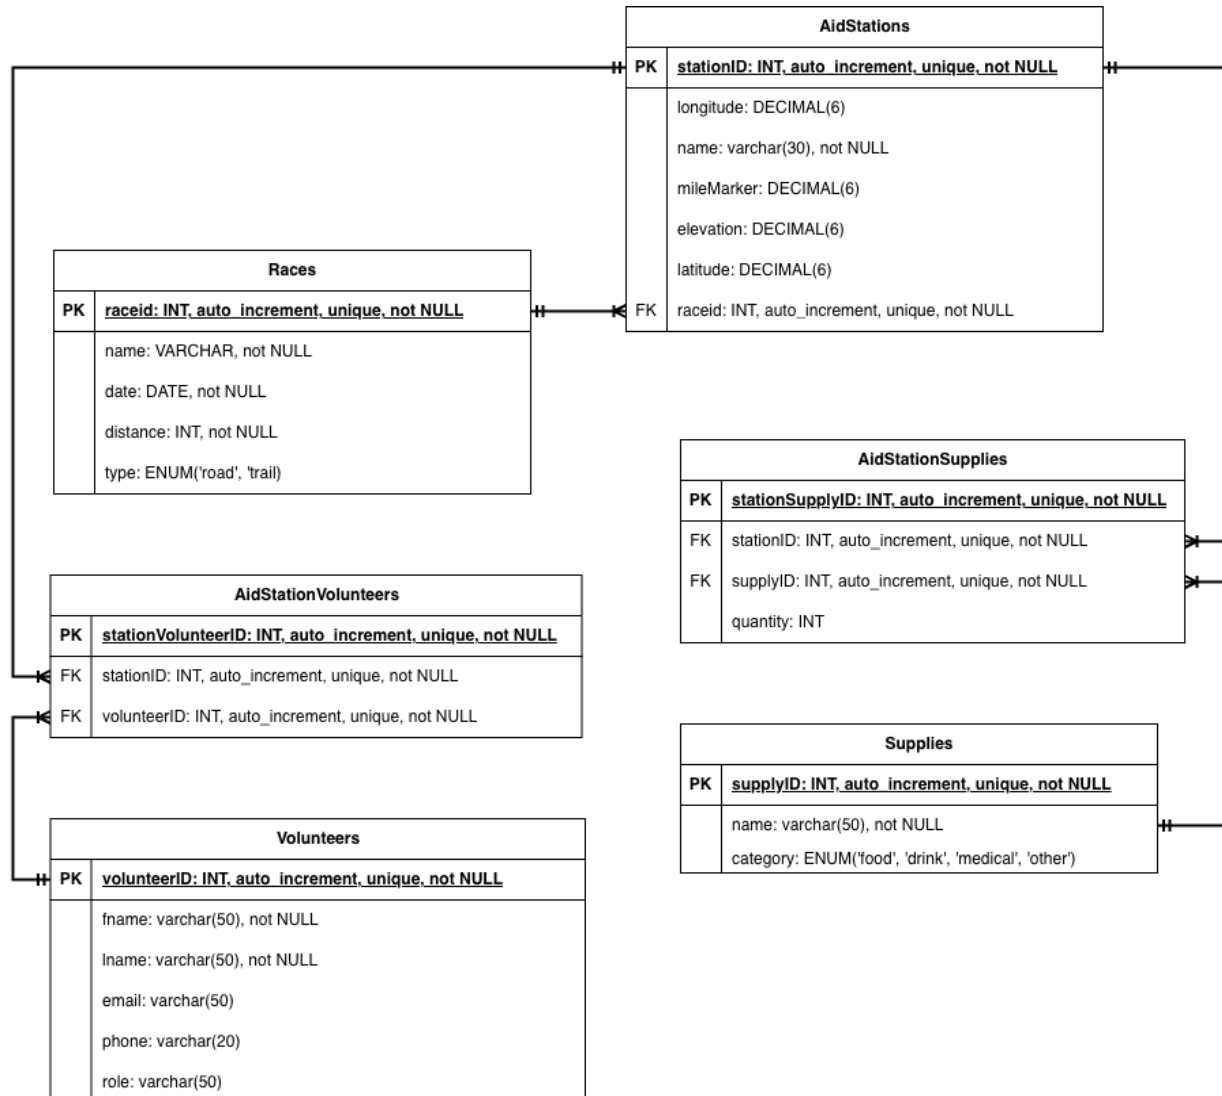 AidStations
PK stationID: INT, auto_increment, unique, not NULL
longitude: DECIMAL(6)
name: varchar(30), not NULL
mileMarker: DECIMAL(6)
elevation: DECIMAL(6)
latitude: DECIMAL(6)
FK raceid: INT, auto_increment, unique, not NULL
Races
PK raceid: INT, auto_increment, unique, not NULL
name: VARCHAR, not NULL
date: DATE, not NULL
distance: INT, not NULL
type: ENUM('road', 'trail)
AidStationSupplies
PK stationSupplyID: INT, auto_increment, unique, not NULL
FK stationID: INT, auto_increment, unique, not NULL
FK supplyID: INT, auto_increment, unique, not NULL
quantity: INT
AidStationVolunteers
PK stationVolunteerID: INT, auto_increment, unique, not NULL
FK stationID: INT, auto_increment, unique, not NULL
FK volunteerID: INT, auto_increment, unique, not NULL
Supplies
PK supplyID: INT, auto_increment, unique, not NULL
name: varchar(50), not NULL
category: ENUM('food', 'drink', 'medical', 'other')
Volunteers
PK volunteerID: INT, auto_increment, unique, not NULL
fname: varchar(50), not NULL
lname: varchar(50), not NULL
email: varchar(50)
phone: varchar(20)
role: varchar(50)